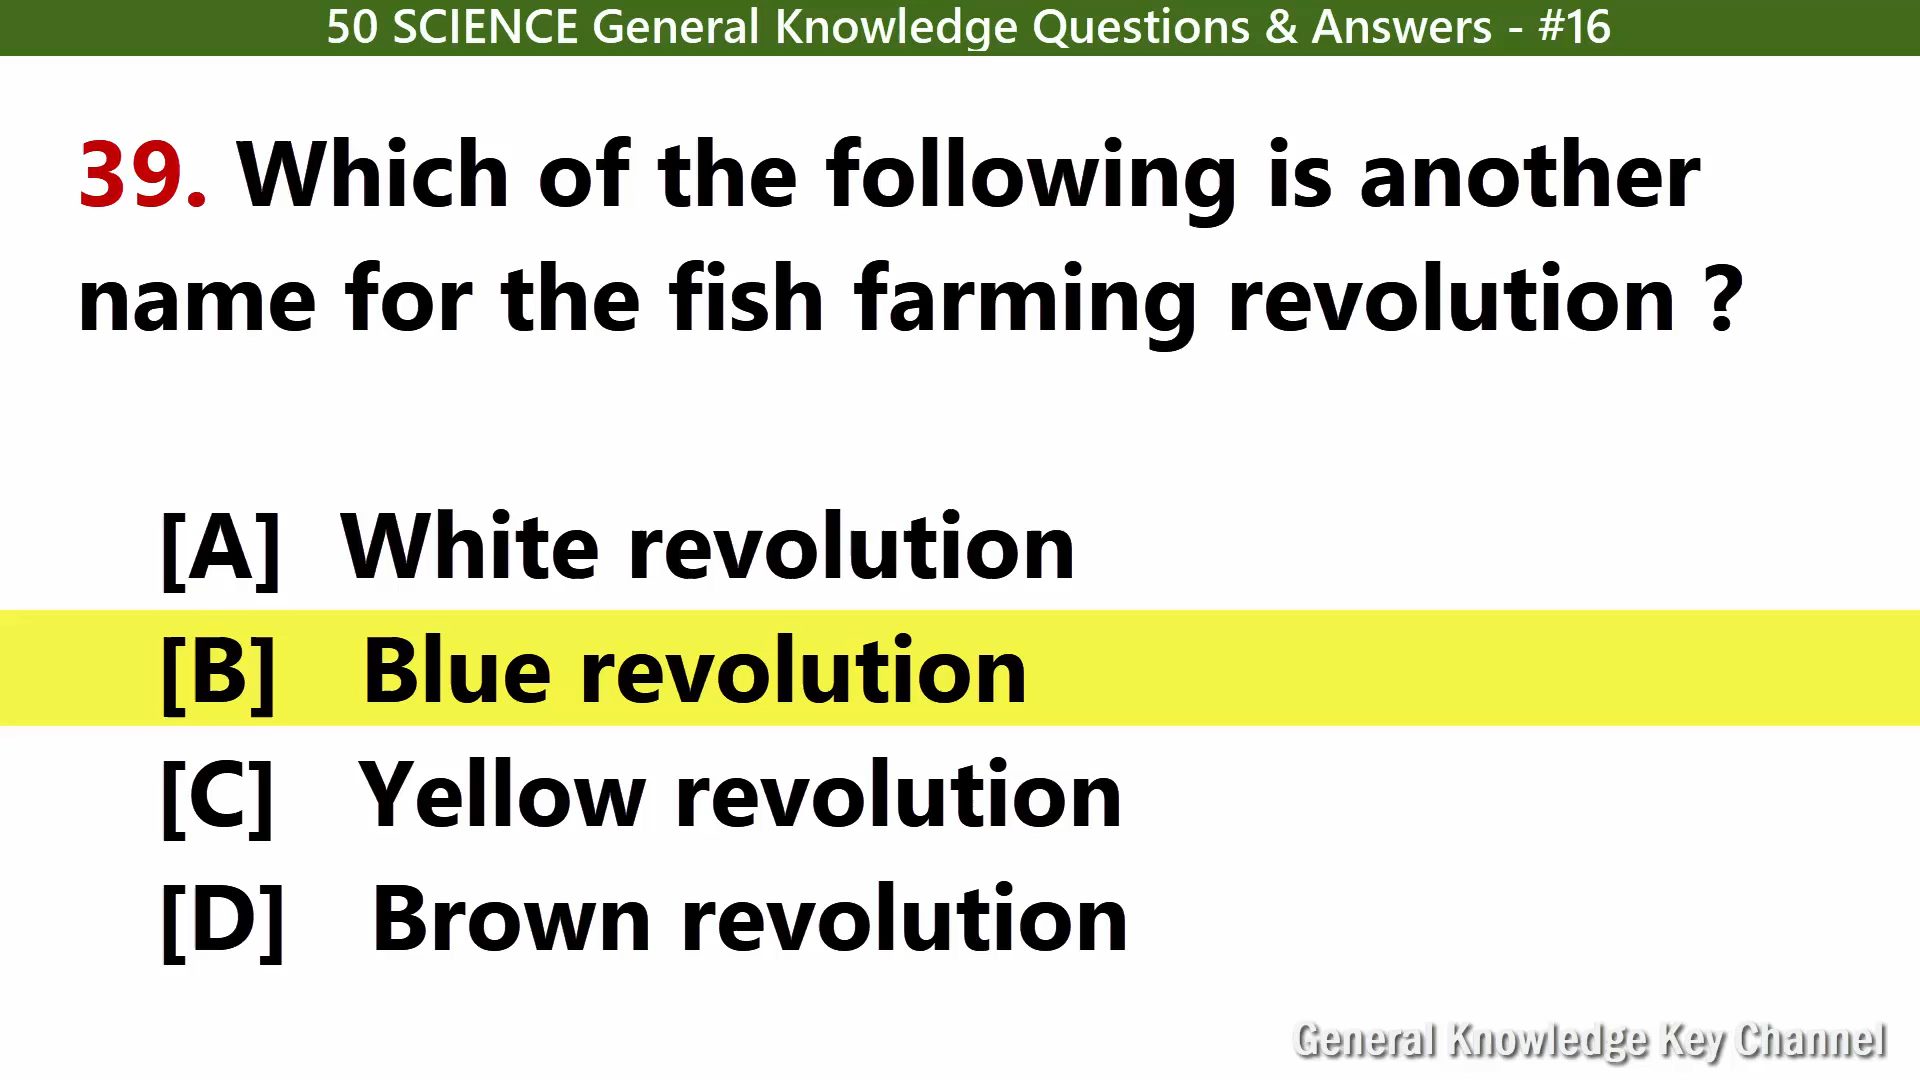 50 SCIENCE General Knowledge Questions & Answers - #16
39. Which of the following is another
name for the fish farming revolution ?
[A] White revolution
[B] Blue revolution
[C] Yellow revolution
[D] Brown revolution
General Knowledge Key Channel